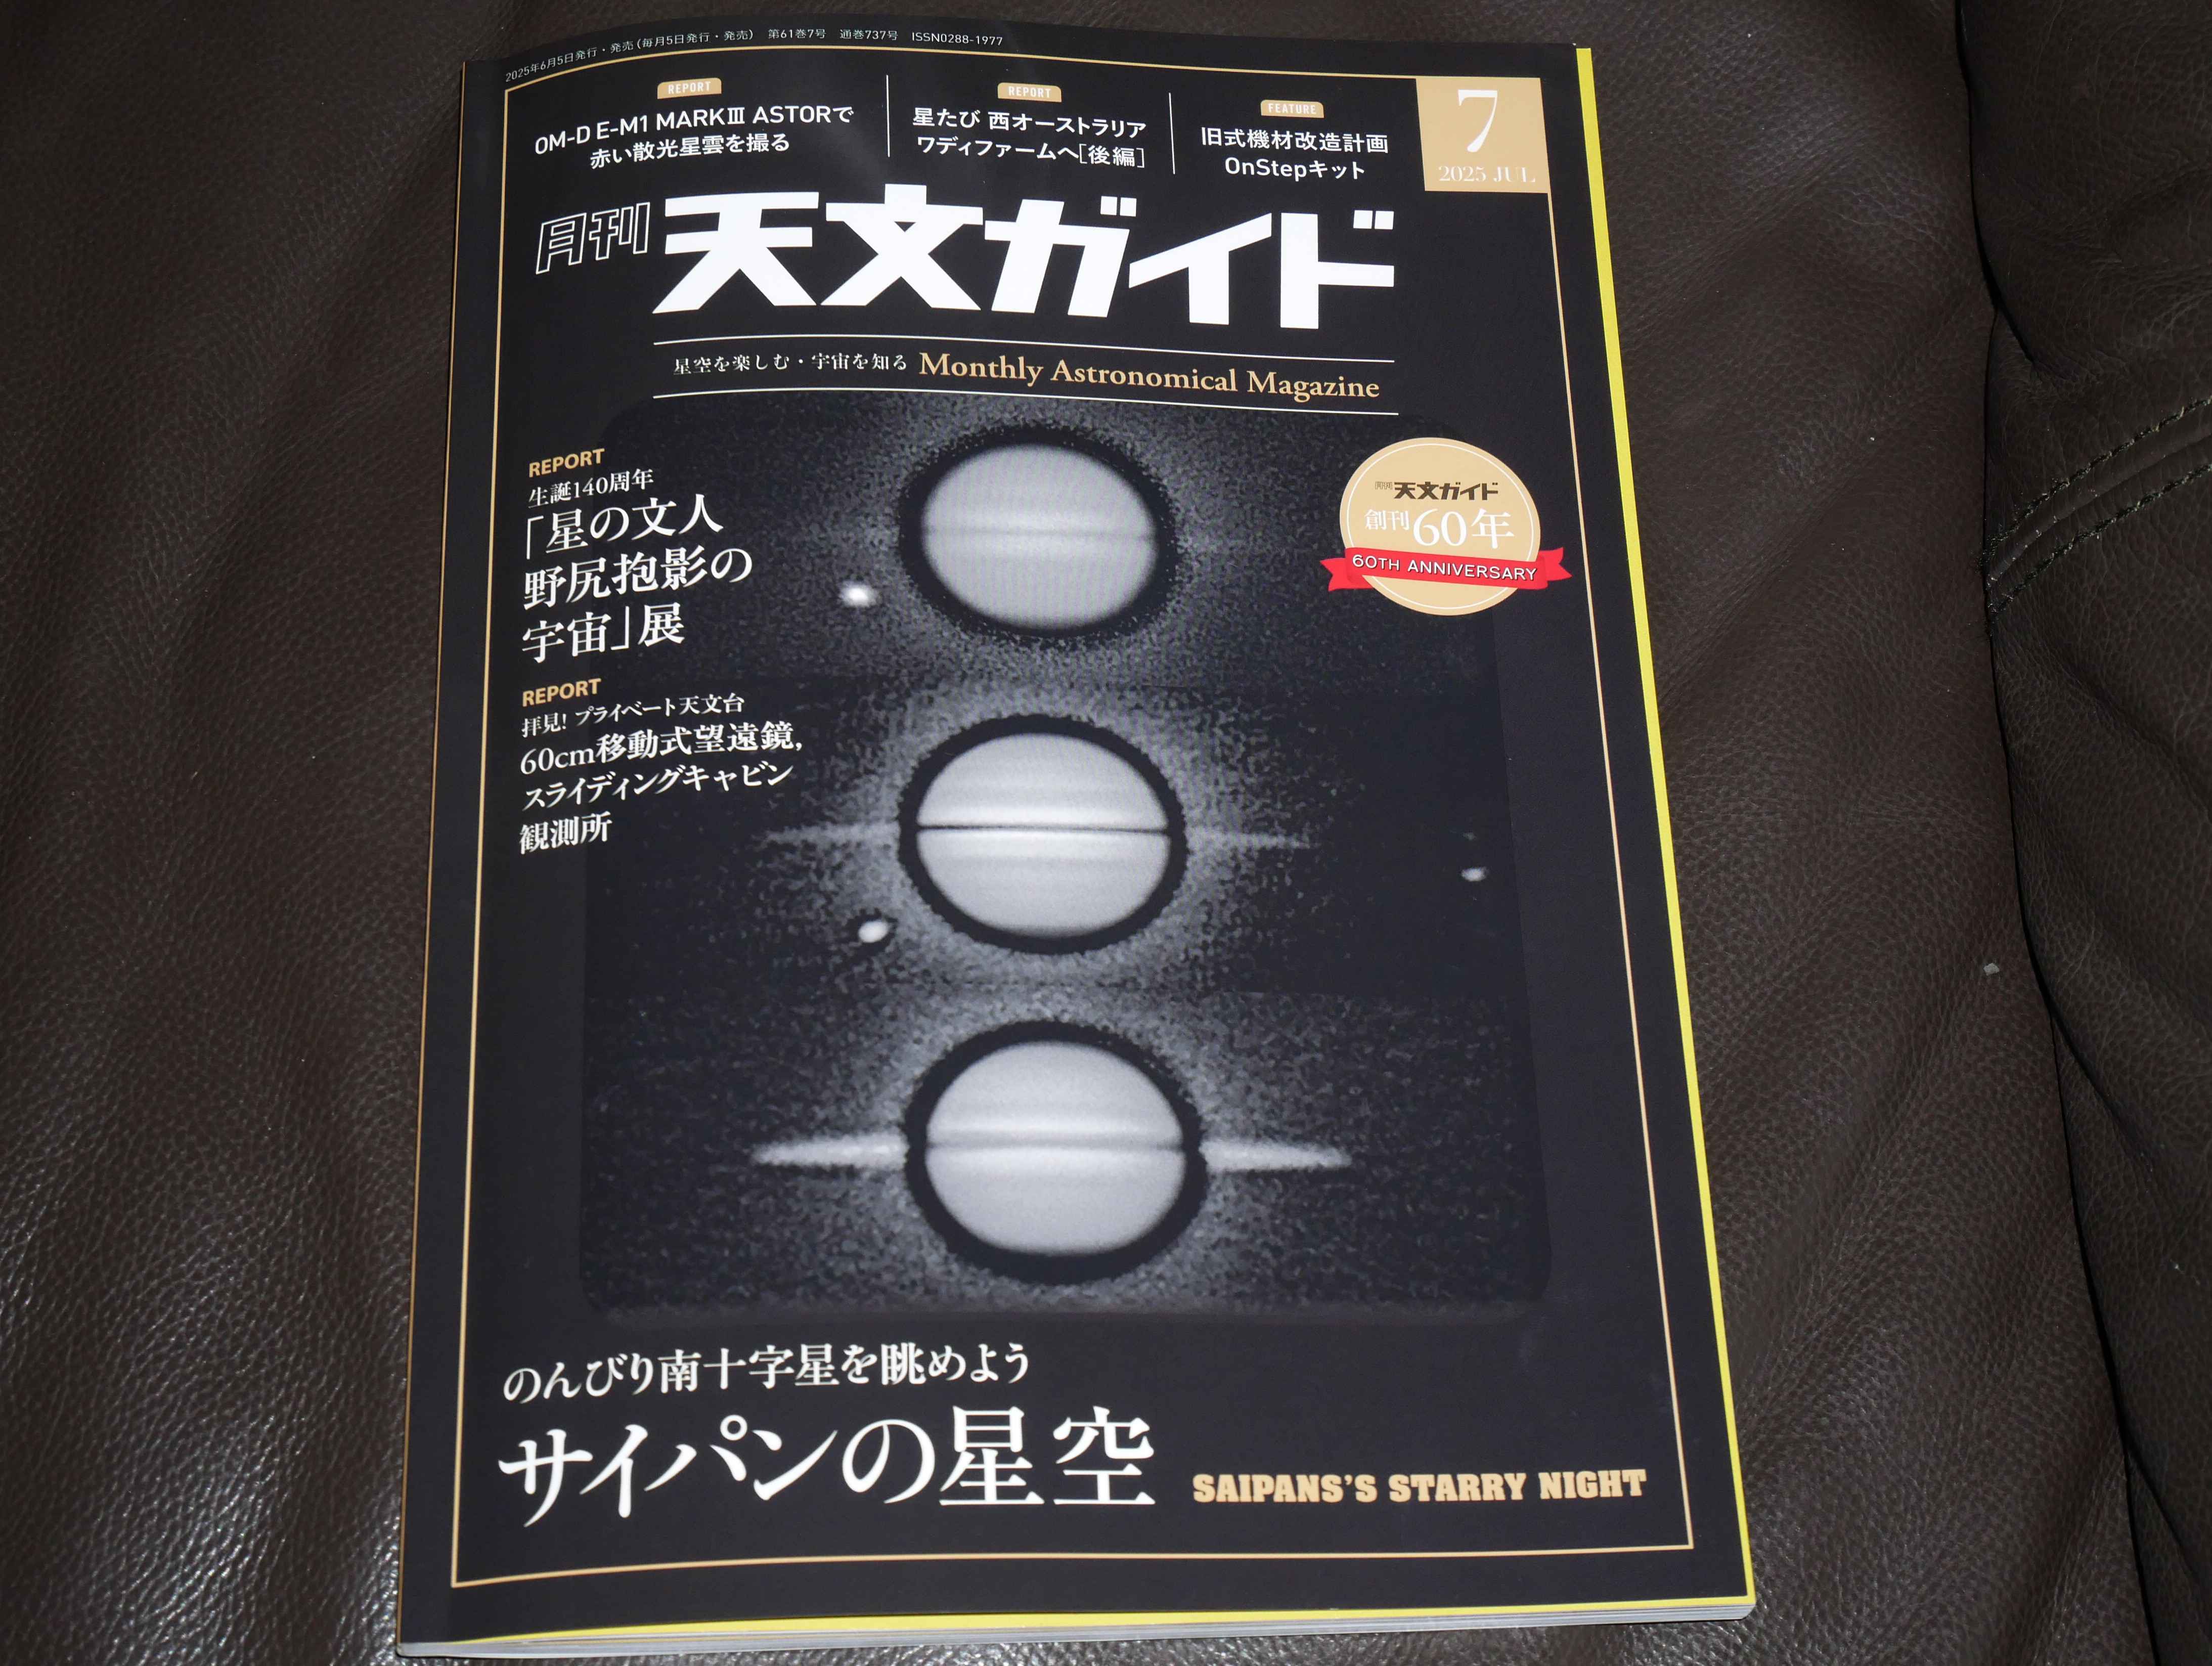 2025年6月5日発行・発売(毎月5日発行・発売) 第61巻7号 通巻737号 ISSN0288-1977
REPORT
OM-D E-M1 MARKⅢ ASTORで
赤い散光星雲を撮る
REPORT
星たび 西オーストラリア
ワディファームへ[後編]
FEATURE
旧式機材改造計画
OnStepキット
7
2025 JUL
月刊 天文ガイド
星空を楽しむ・宇宙を知る Monthly Astronomical Magazine
REPORT
生誕140周年
「星の文人
野尻抱影の
宇宙」展
月刊 天文ガイド
創刊60年
60TH ANNIVERSARY
REPORT
拝見! プライベート天文台
60cm移動式望遠鏡,
スライディングキャビン
観測所
のんびり南十字星を眺めよう
サイパンの星空 SAIPANS'S STARRY NIGHT